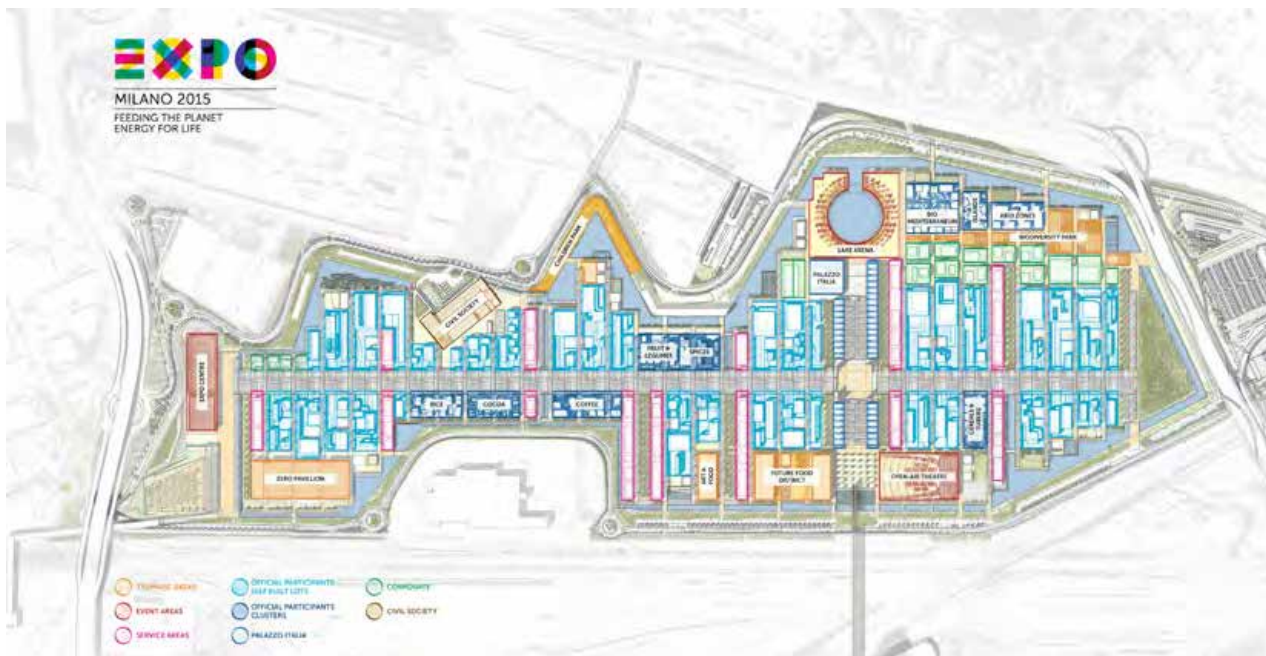 EXPO
MILANO 2015
FEEDING THE PLANET
ENERGY FOR LIFE
CHILDREN PARK
LAKE ARENA
BIO
MEDITERRANEUM
ISLANDS
ARID ZONES
BIODIVERSITY PARK
PALAZZO
ITALIA
CIVIL SOCIETY
EXPO CENTRE
FRUIT &
LEGUMES
SPICES
RICE
COCOA
COFFEE
CEREALS &
TUBERS
ZERO PAVILION
ART &
FOOD
FUTURE FOOD
DISTRICT
OPEN-AIR THEATRE
THEMATIC AREAS
EVENT AREAS
SERVICE AREAS
OFFICIAL PARTICIPANTS
SELF BUILT LOTS
OFFICIAL PARTICIPANTS
CLUSTERS
PALAZZO ITALIA
CORPORATE
CIVIL SOCIETY